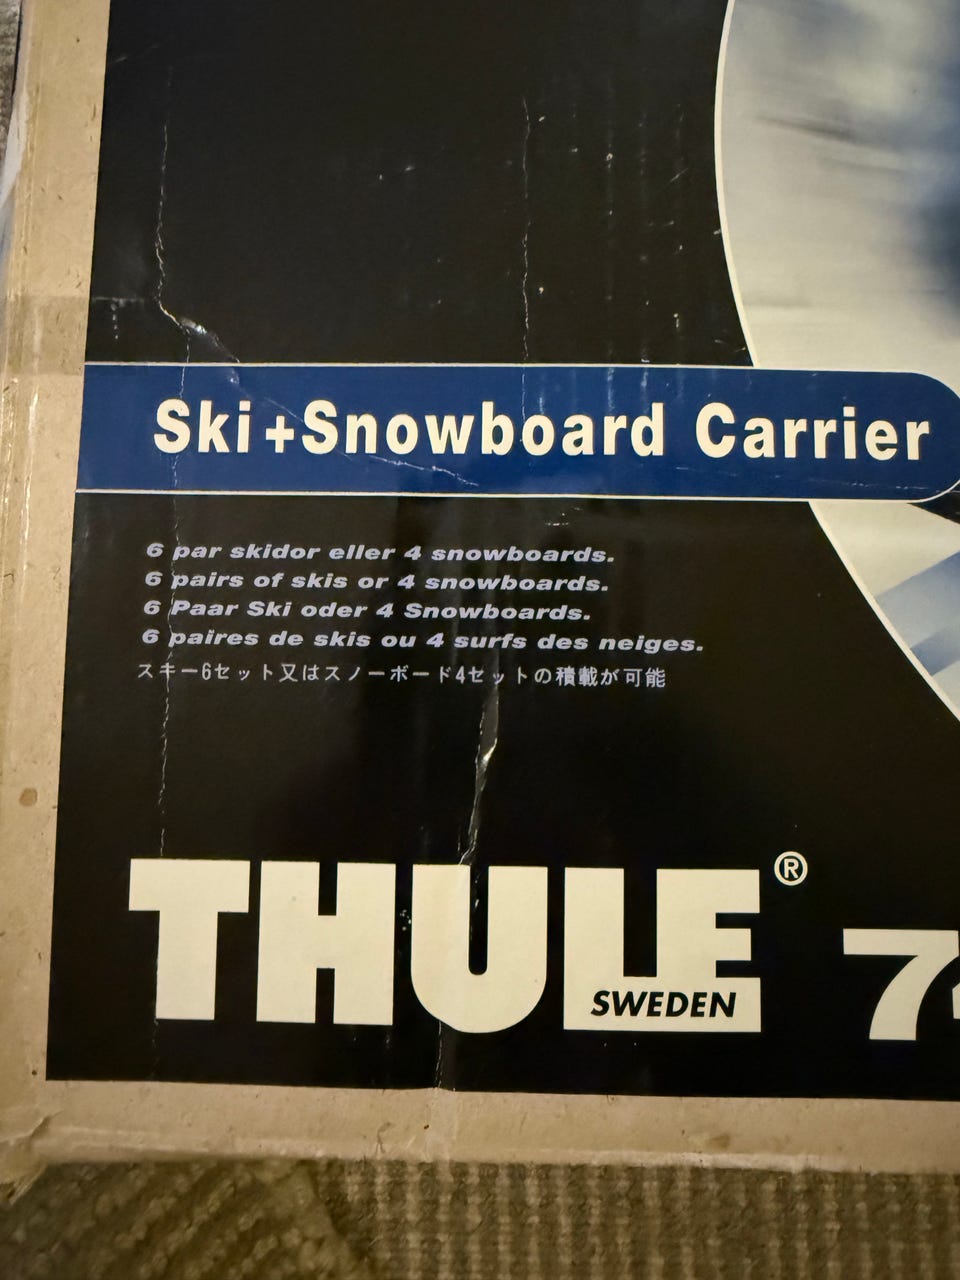 Ski+Snowboard Carrier
6 par skidor eller 4 snowboards.
6 pairs of skis or 4 snowboards.
6 Paar Ski oder 4 Snowboards.
6 paires de skis ou 4 surfs des neiges.
スキー6セット又はスノーボード4セットの積載が可能
THULE®
SWEDEN